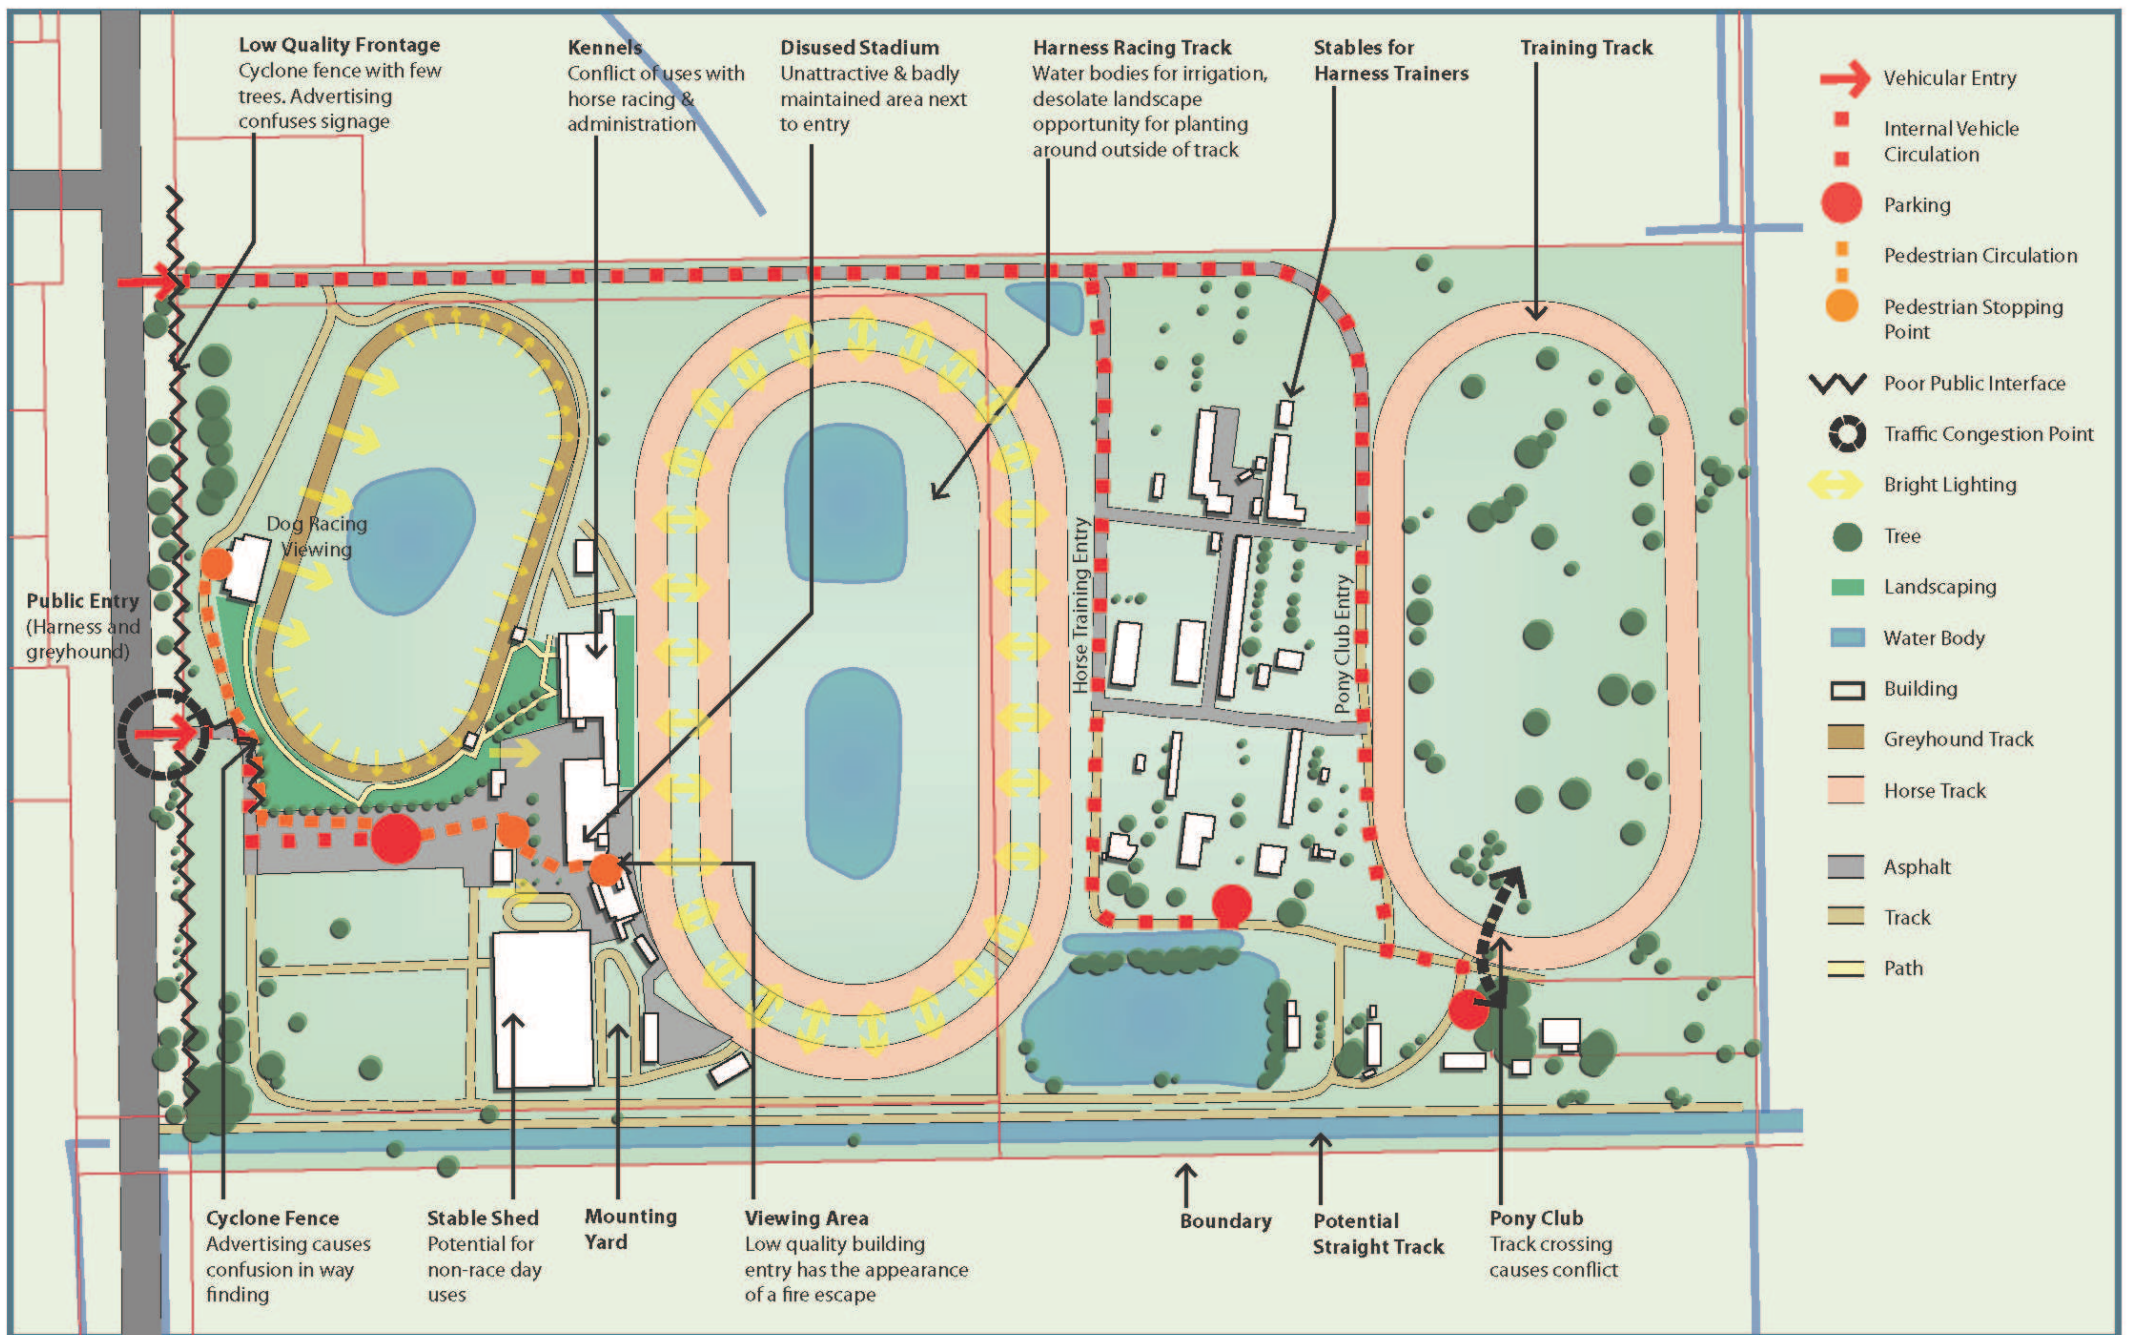 Low Quality Frontage
Cyclone fence with few
trees. Advertising
confuses signage
Kennels
Conflict of uses with
horse racing &
administration
Disused Stadium
Unattractive & badly
maintained area next
to entry
Harness Racing Track
Water bodies for irrigation,
desolate landscape
opportunity for planting
around outside of track
Stables for
Harness Trainers
Training Track
Vehicular Entry
Internal Vehicle
Circulation
Parking
Pedestrian Circulation
Pedestrian Stopping
Point
Poor Public Interface
Traffic Congestion Point
Bright Lighting
Tree
Landscaping
Water Body
Building
Greyhound Track
Horse Track
Asphalt
Track
Path
Dog Racing
Viewing
Public Entry
(Harness and
greyhound)
Horse Training Entry
Pony Club Entry
Cyclone Fence
Advertising causes
confusion in way
finding
Stable Shed
Potential for
non-race day
uses
Mounting
Yard
Viewing Area
Low quality building
entry has the appearance
of a fire escape
Boundary
Potential
Straight Track
Pony Club
Track crossing
causes conflict